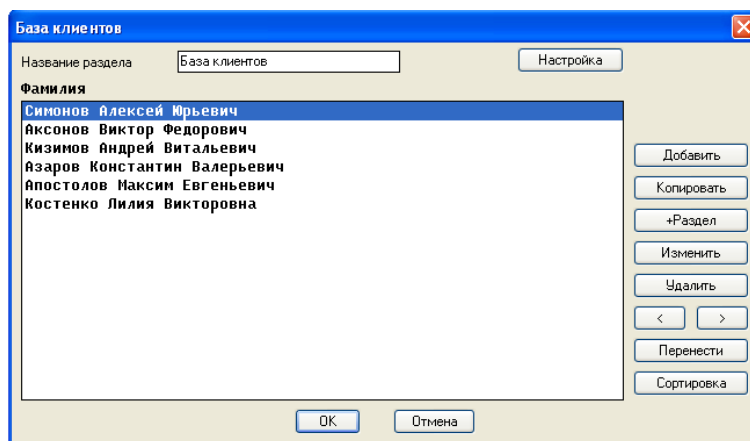 База клиентов
Название раздела База клиентов Настройка
Фамилия
Симонов Алексей Юрьевич
Аксонов Виктор Федорович
Кизимов Андрей Витальевич
Азаров Константин Валерьевич
Апостолов Максим Евгеньевич
Костенко Лилия Викторовна
Добавить
Копировать
+Раздел
Изменить
Удалить
< >
Перенести
Сортировка
OK Отмена